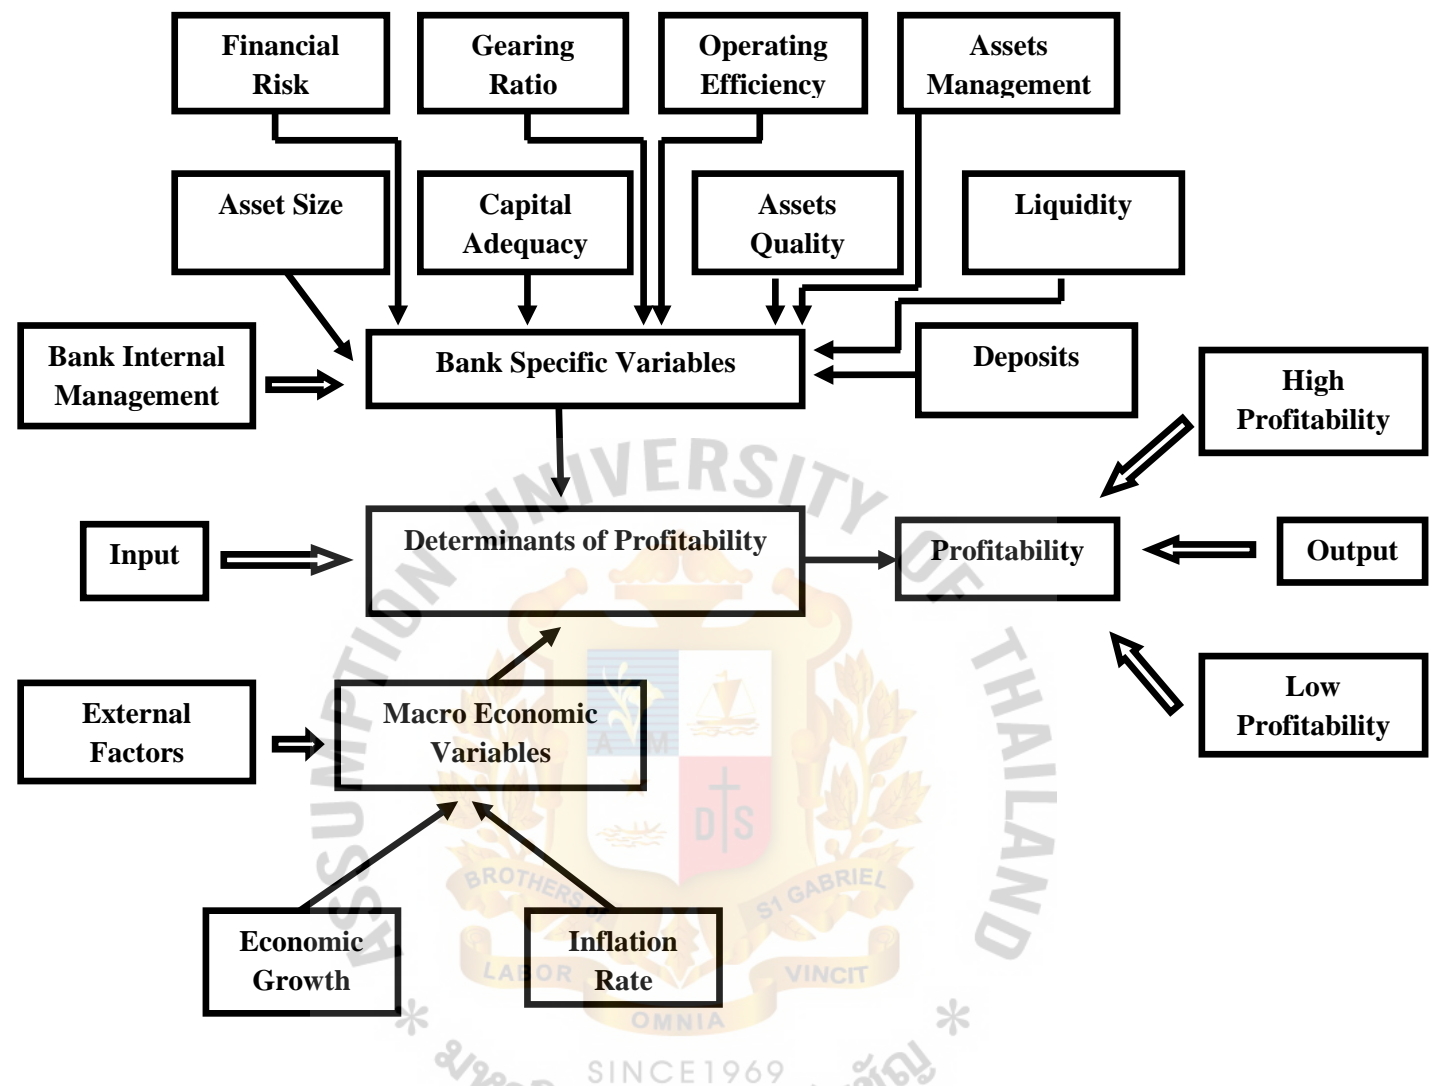 Financial
Risk
Gearing
Ratio
Operating
Efficiency
Assets
Management
Asset Size
Capital
Adequacy
Assets
Quality
Liquidity
Bank Internal
Management
Bank Specific Variables
Deposits
High
Profitability
Input
Determinants of Profitability
Profitability
Output
External
Factors
Macro Economic
Variables
Low
Profitability
Economic
Growth
Inflation
Rate
ASSUMPTION UNIVERSITY OF THAILAND
A M
D S
BROTHERS OF
ST GABRIEL
LABOR
VINCIT
OMNIA
SINCE1969